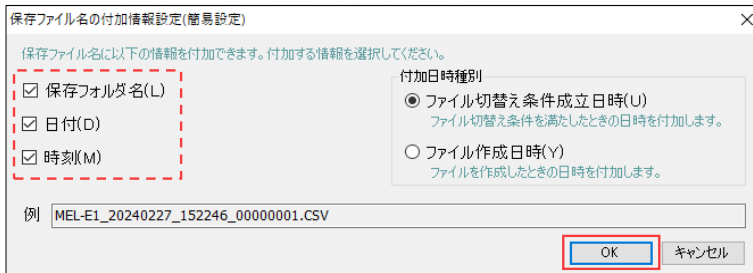 保存ファイル名の付加情報設定(簡易設定)
保存ファイル名に以下の情報を付加できます。付加する情報を選択してください。
保存フォルダ名(L)
日付(D)
時刻(M)
付加日時種別
ファイル切替え条件成立日時(U)
ファイル切替え条件を満たしたときの日時を付加します。
ファイル作成日時(Y)
ファイルを作成したときの日時を付加します。
例 MEL-E1_20240227_152246_00000001.CSV
OK キャンセル